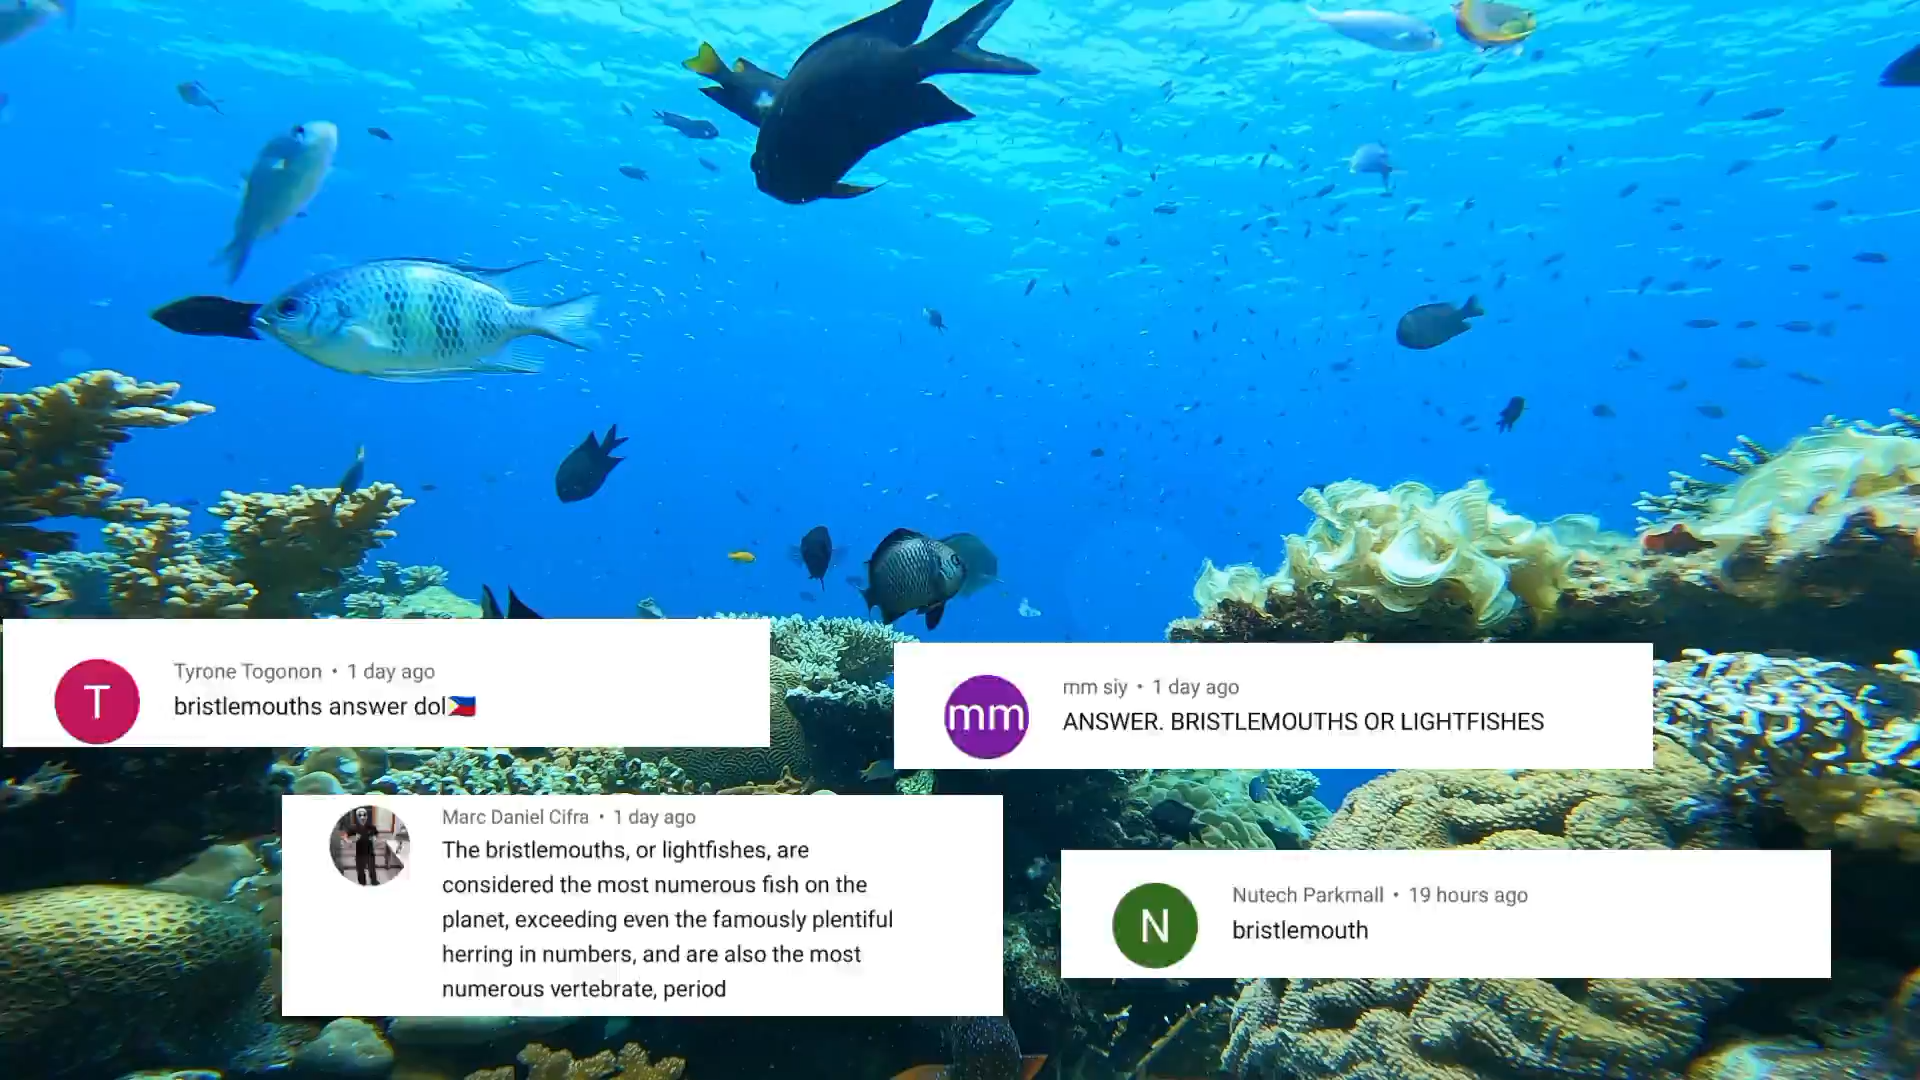 T
Tyrone Togonon • 1 day ago
bristlemouths answer dol🇵🇭
mm
mm siy • 1 day ago
ANSWER. BRISTLEMOUTHS OR LIGHTFISHES
Marc Daniel Cifra • 1 day ago
The bristlemouths, or lightfishes, are
considered the most numerous fish on the
planet, exceeding even the famously plentiful
herring in numbers, and are also the most
numerous vertebrate, period
N
Nutech Parkmall • 19 hours ago
bristlemouth